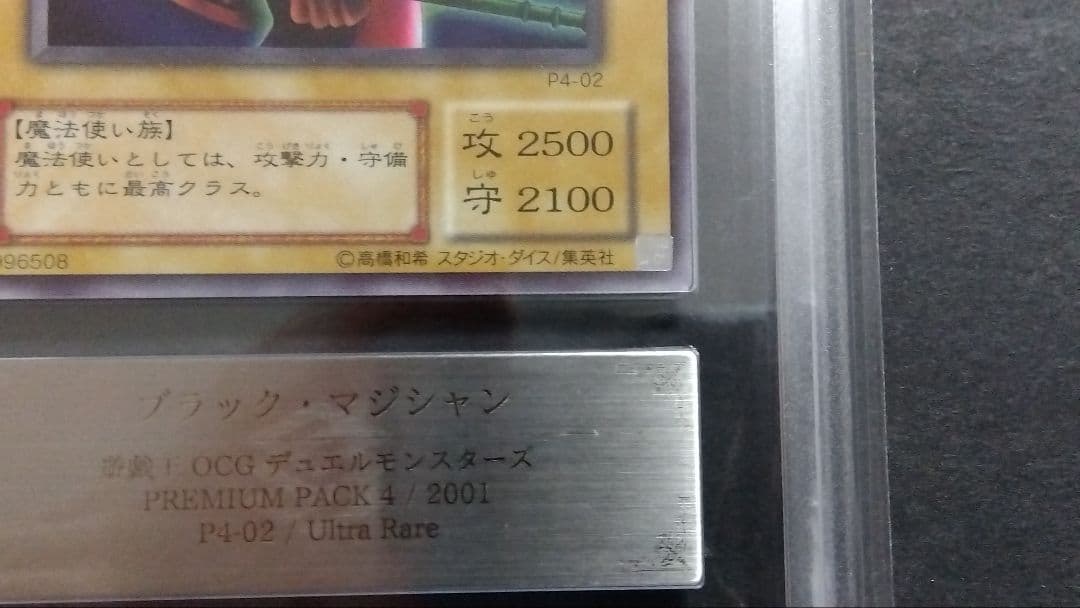 P4-02
【魔法使い族】
魔法使いとしては、攻撃力・守備
力ともに最高クラス。
攻 2500
守 2100
996508
©高橋和希 スタジオ・ダイス/集英社
ブラック・マジシャン
遊戯王 OCG デュエルモンスターズ
PREMIUM PACK 4 / 2001
P4-02 / Ultra Rare